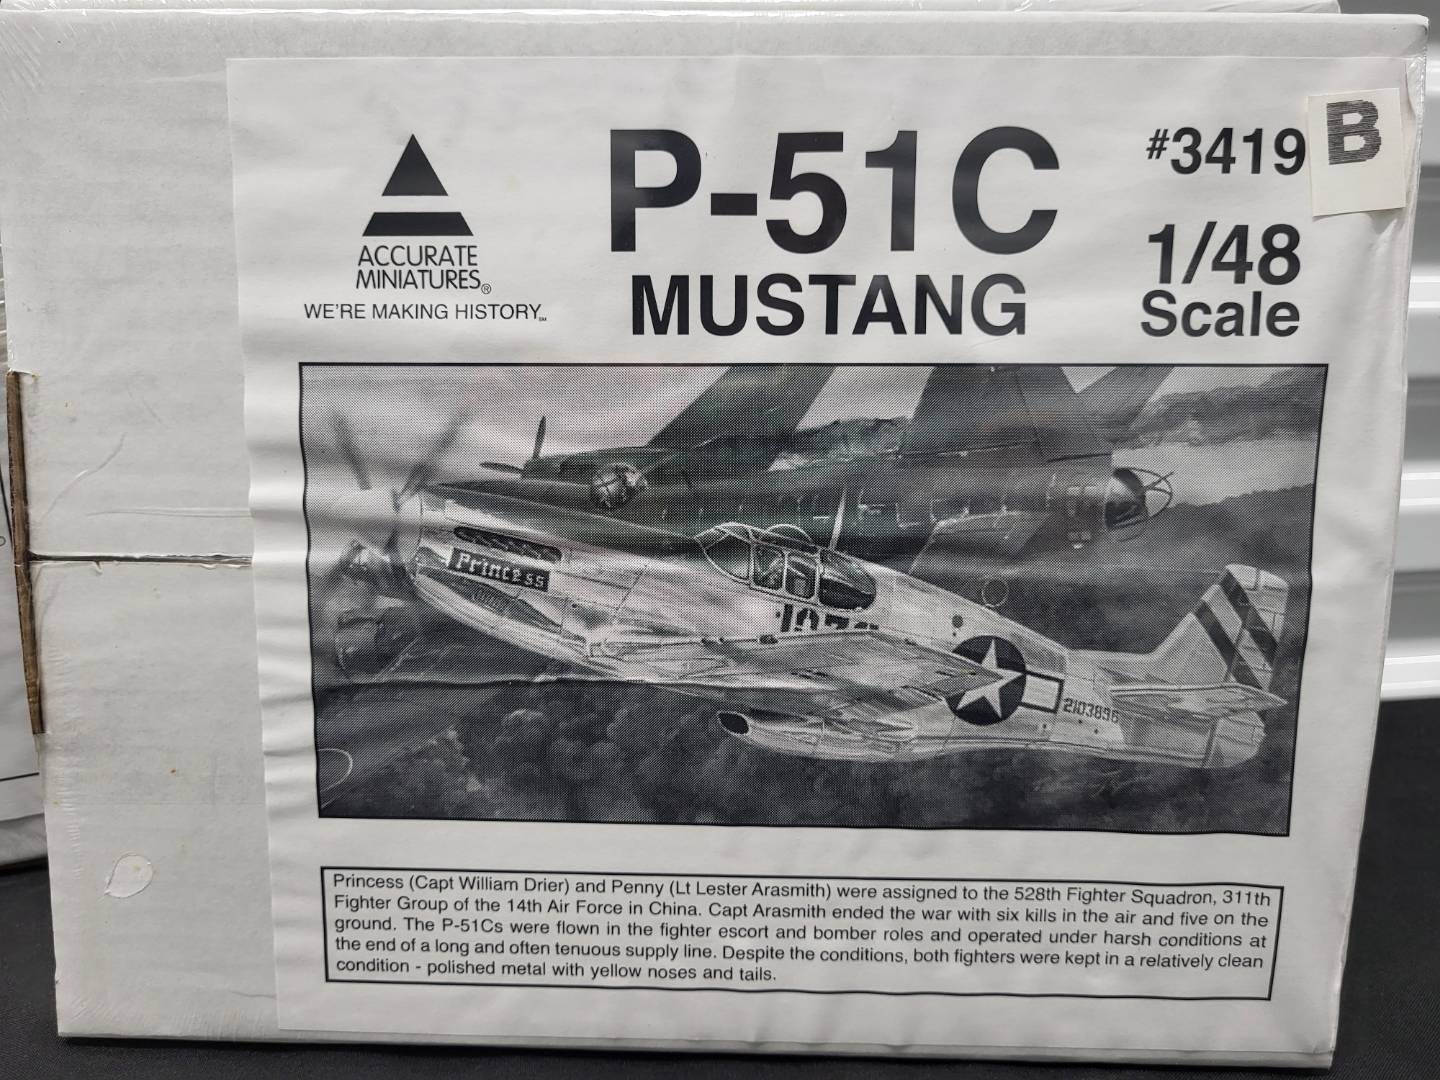 ACCURATE
MINIATURES®
WE'RE MAKING HISTORY℠
P-51C
MUSTANG
#3419
B
1/48
Scale
Princess
2103896
Princess (Capt William Drier) and Penny (Lt Lester Arasmith) were assigned to the 528th Fighter Squadron, 311th
Fighter Group of the 14th Air Force in China. Capt Arasmith ended the war with six kills in the air and five on the
ground. The P-51Cs were flown in the fighter escort and bomber roles and operated under harsh conditions at
the end of a long and often tenuous supply line. Despite the conditions, both fighters were kept in a relatively clean
condition - polished metal with yellow noses and tails.